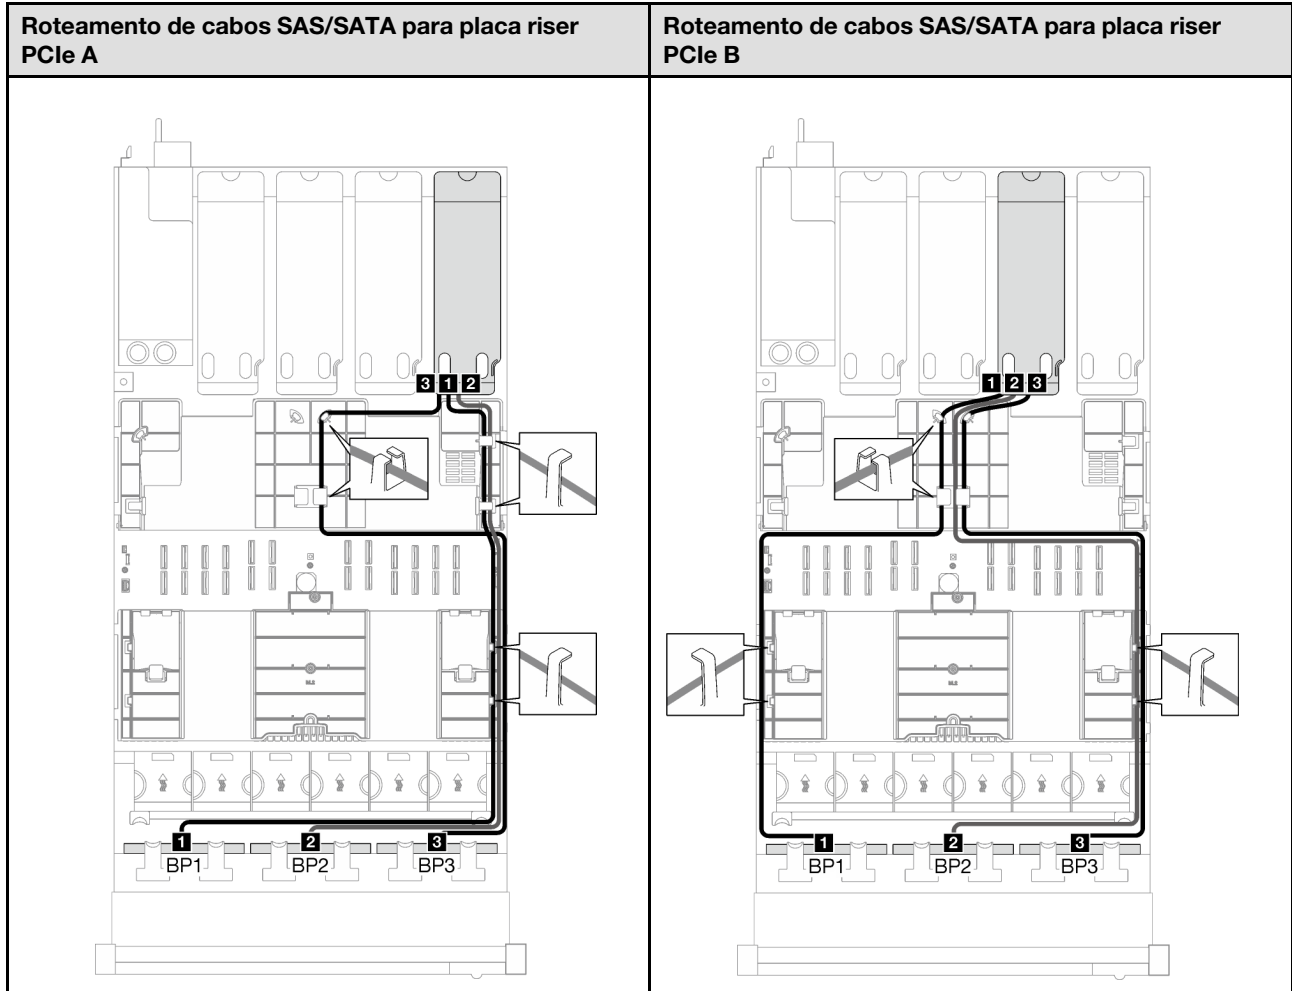 Roteamento de cabos SAS/SATA para placa riser
PCIe A
Roteamento de cabos SAS/SATA para placa riser
PCIe B
3 1 2
1 2 3
1 2 3
BP1 BP2 BP3
1 2 3
BP1 BP2 BP3